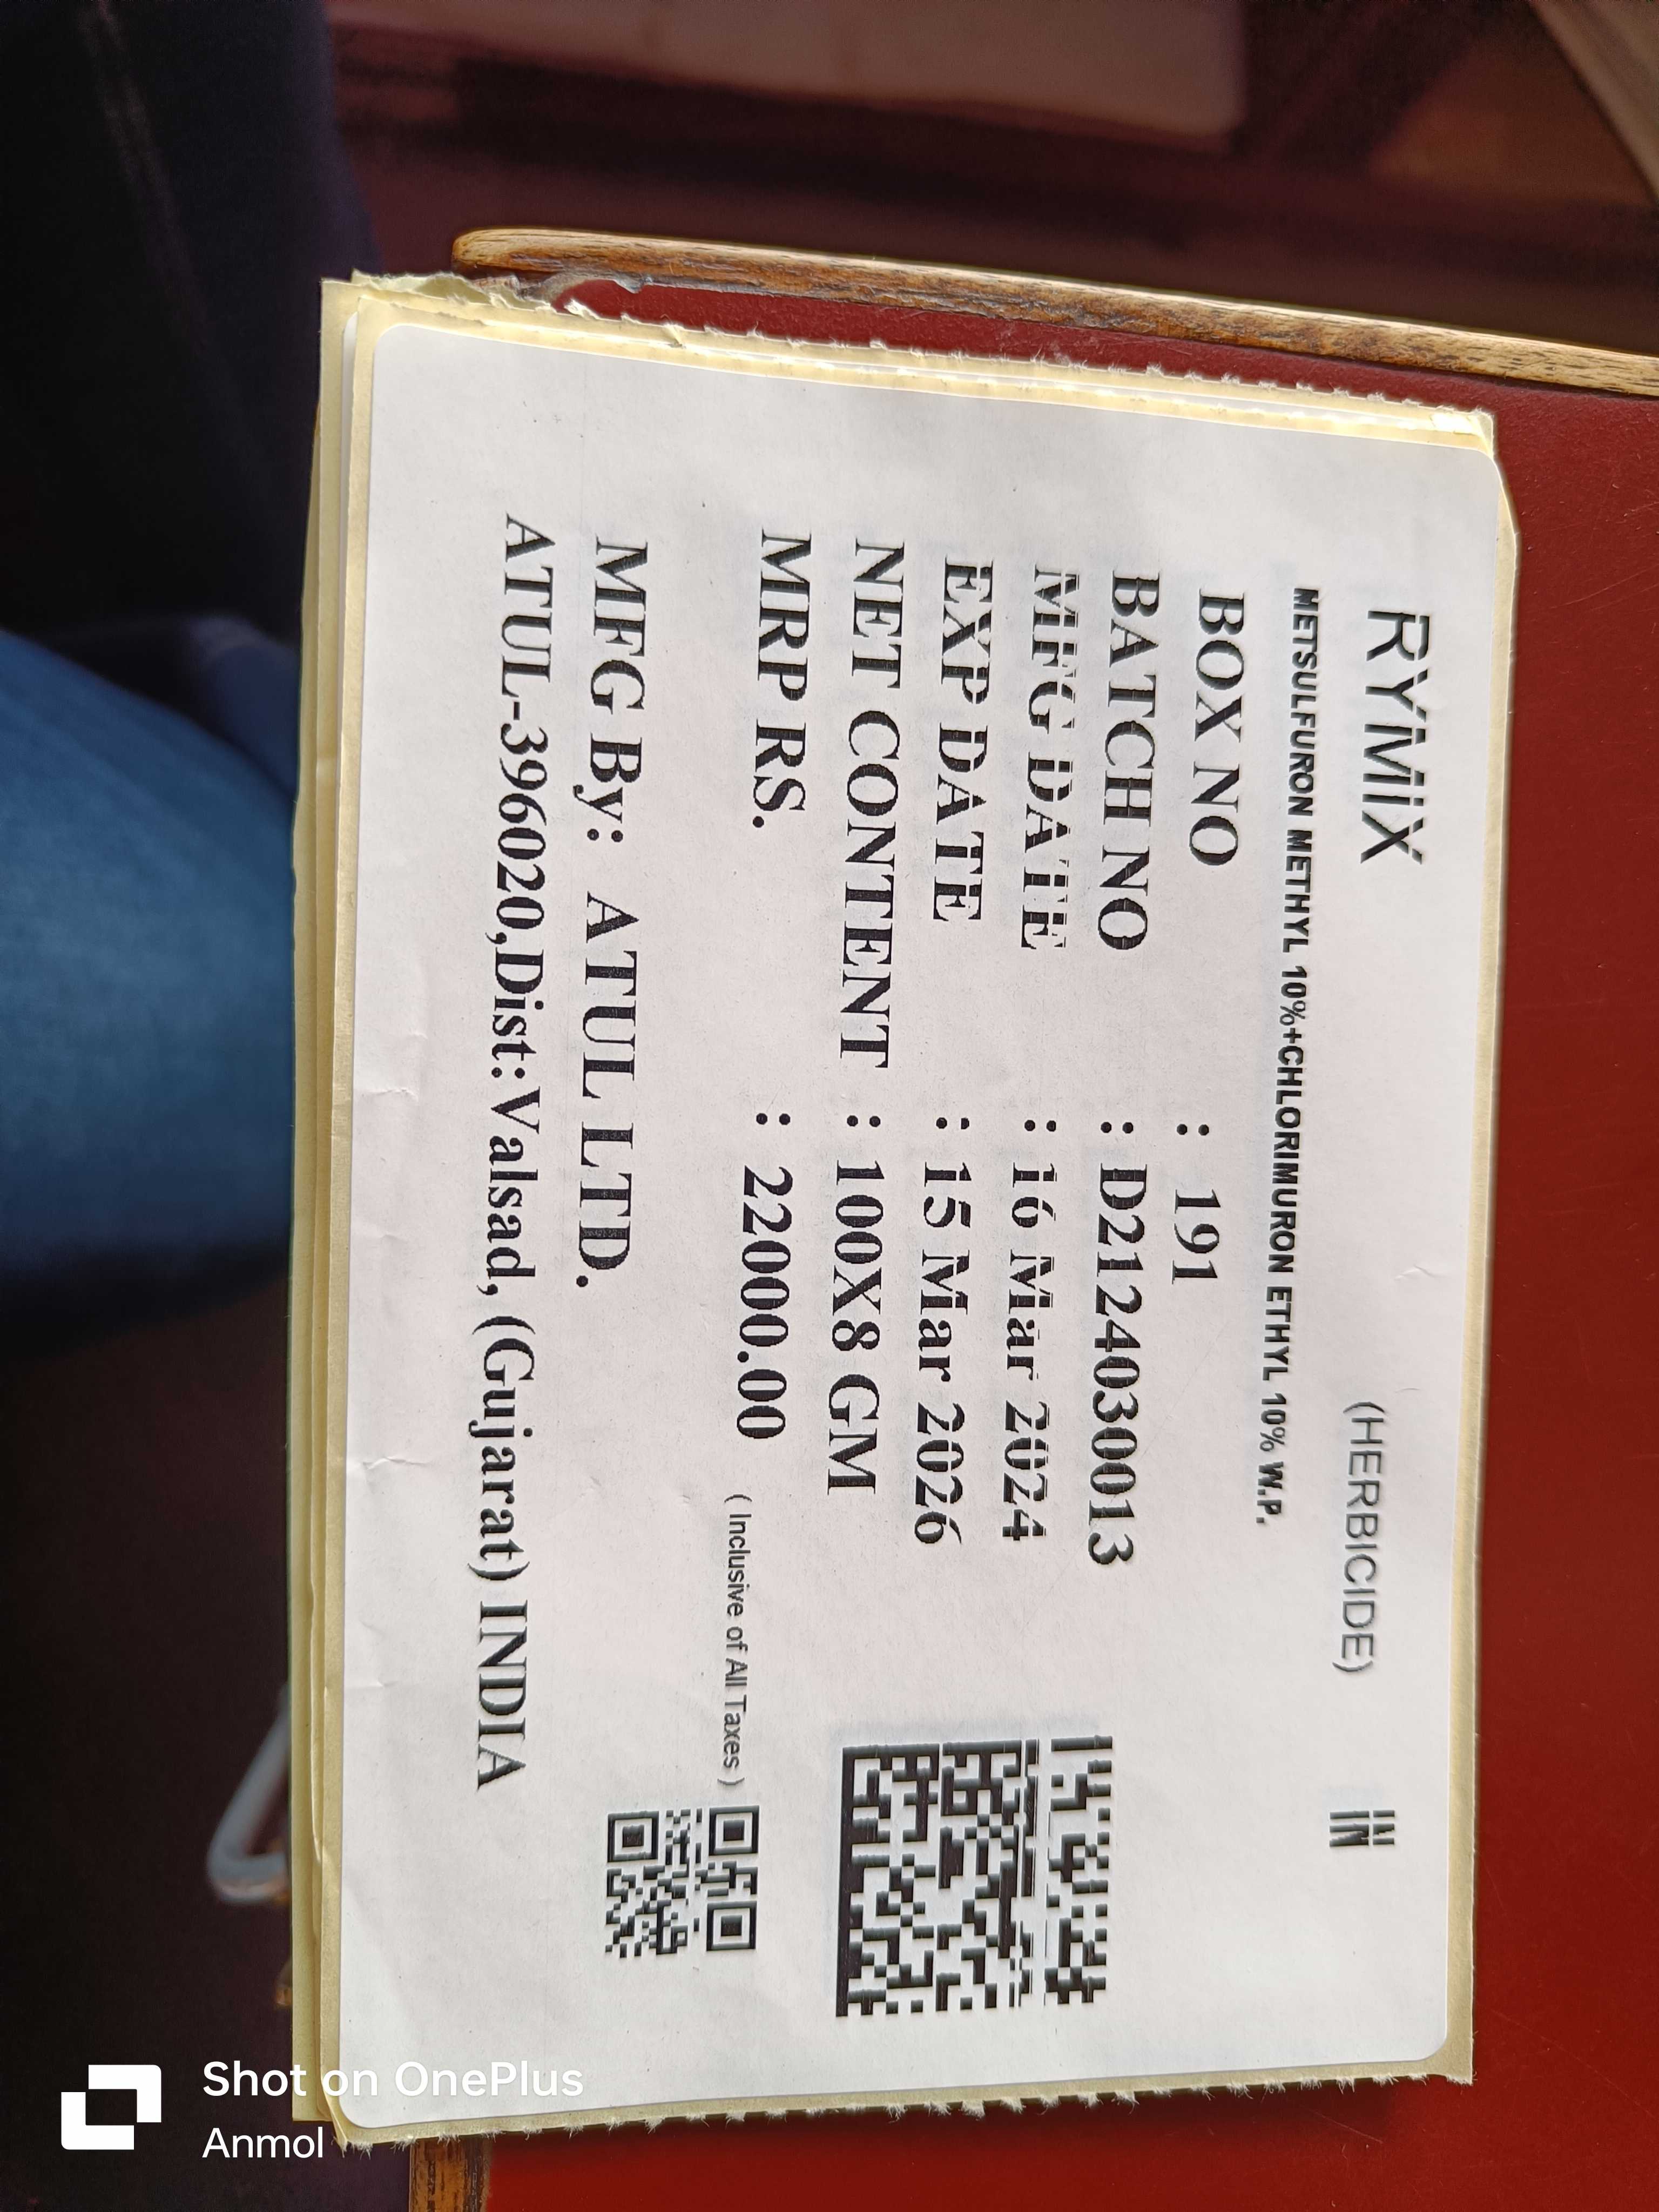 RYMiX (HERBICIDE) iN
METSULFURON METHYL 10%+CHLORIMURON ETHYL 10% W.P.
BOX NO : 191
BATCH NO : D2124030013
MFG DATE : 16 Mar 2024
EXP DATE : 15 Mar 2026
NET CONTENT : 100X8 GM
MRP RS. : 22000.00 ( Inclusive of All Taxes )
MFG By: ATUL LTD.
ATUL-396020,Dist:Valsad, (Gujarat) INDIA
Shot on OnePlus
Anmol